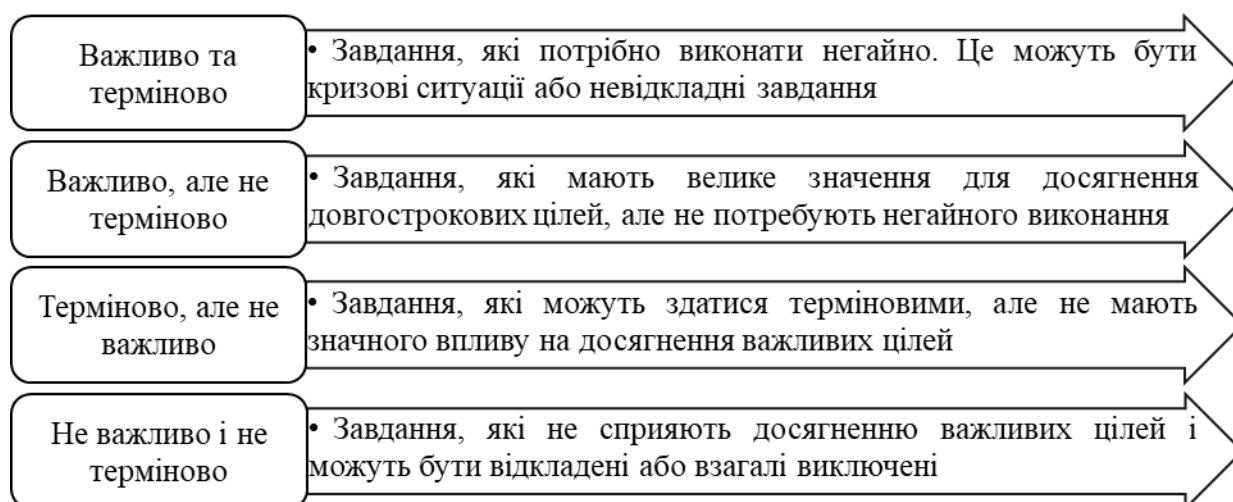 Важливо та
терміново
• Завдання, які потрібно виконати негайно. Це можуть бути
кризові ситуації або невідкладні завдання
Важливо, але не
терміново
• Завдання, які мають велике значення для досягнення
довгострокових цілей, але не потребують негайного виконання
Терміново, але не
важливо
• Завдання, які можуть здатися терміновими, але не мають
значного впливу на досягнення важливих цілей
Не важливо і не
терміново
• Завдання, які не сприяють досягненню важливих цілей і
можуть бути відкладені або взагалі виключені